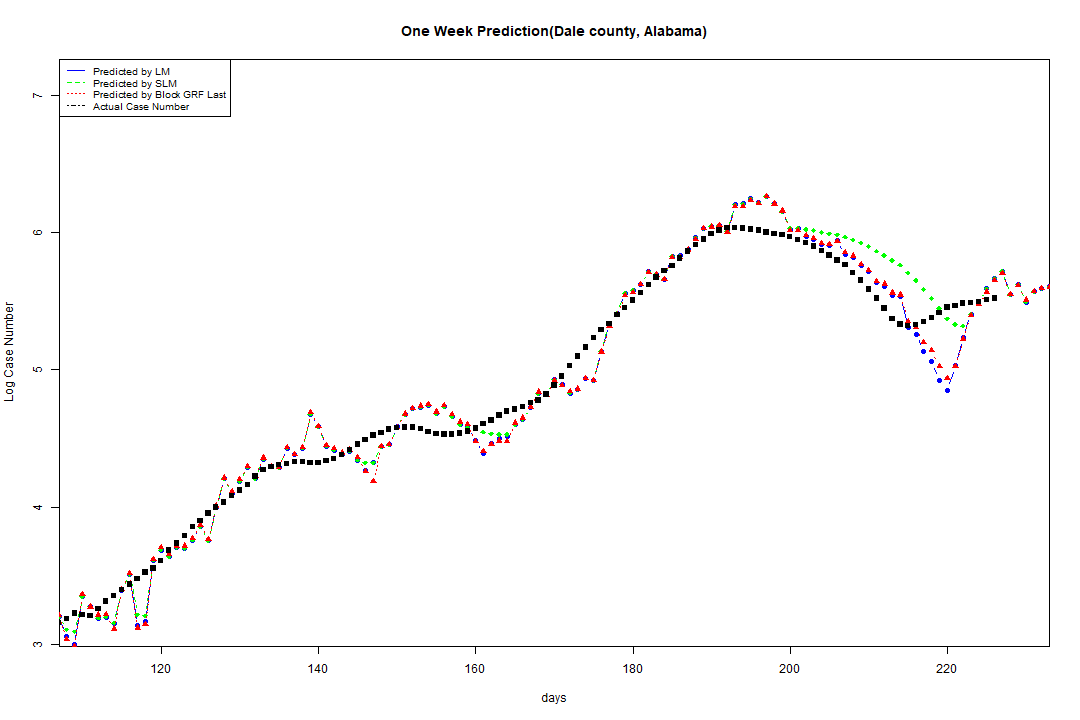 One Week Prediction(Dale county, Alabama)
Predicted by LM
Predicted by SLM
Predicted by Block GRF Last
Actual Case Number
7
6
5
4
3
Log Case Number
120 140 160 180 200 220
days